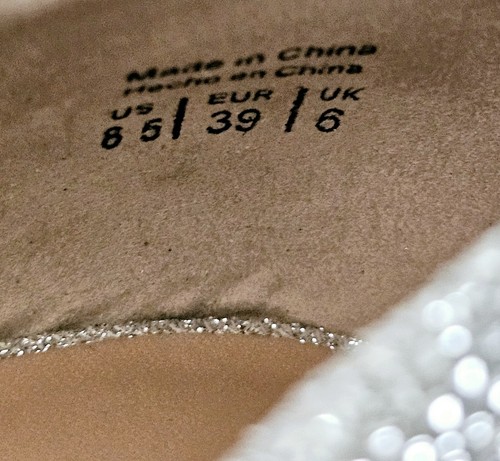 Made in China
Hecho en China
US | EUR | UK
8 5 | 39 | 6